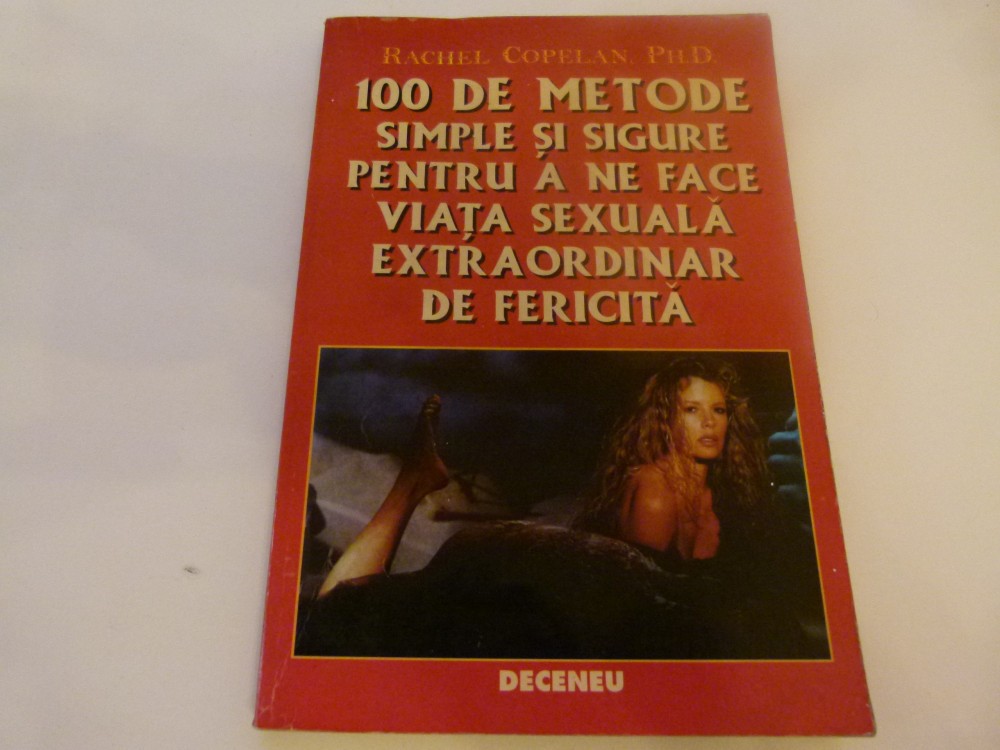 RACHEL COPELAN, PH.D.
100 DE METODE
SIMPLE ȘI SIGURE
PENTRU A NE FACE
VIAȚA SEXUALĂ
EXTRAORDINAR
DE FERICITĂ
DECENEU